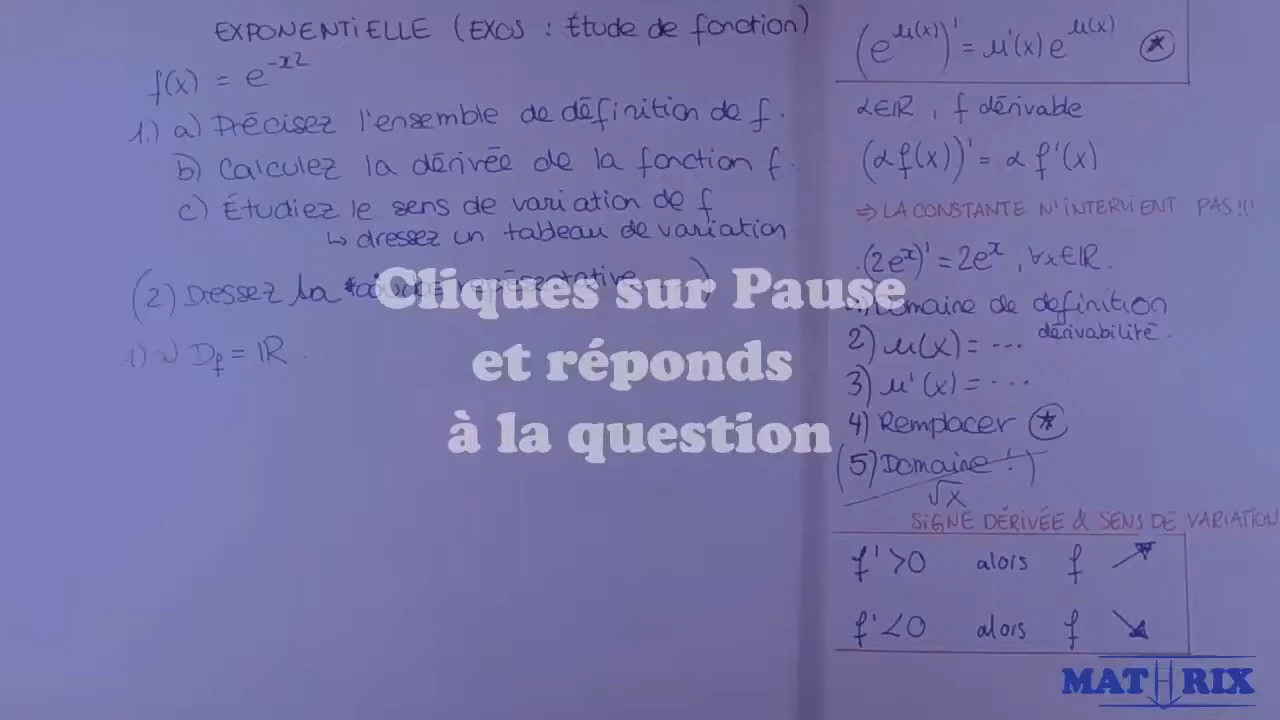 EXPONENTIELLE (EXOS : Étude de fonction)
f(x) = e^{-x2}
1.) a) Précisez l'ensemble de définition de f.
b) Calculez la dérivée de la fonction f.
c) Étudiez le sens de variation de f
↳ dressez un tableau de variation
(2) Dressez la représentative...)
1) a) D_f = ℝ.
Cliques sur Pause
et réponds
à la question
(e^{u(x)})' = u'(x) e^{u(x)} (*)
α∈ℝ, f dérivable
(αf(x))' = α f'(x)
⇒ LA CONSTANTE N'INTERVIENT PAS!!!
(2e^x)' = 2e^x, ∀x∈ℝ.
1) Domaine de définition
dérivabilité.
2) u(x) = ...
3) u'(x) = ...
4) Remplacer (*)
(5) Domaine ! )
√x
SIGNE DÉRIVÉE & SENS DE VARIATION
f' > 0 alors f ↗
f' < 0 alors f ↘
MATHRIX